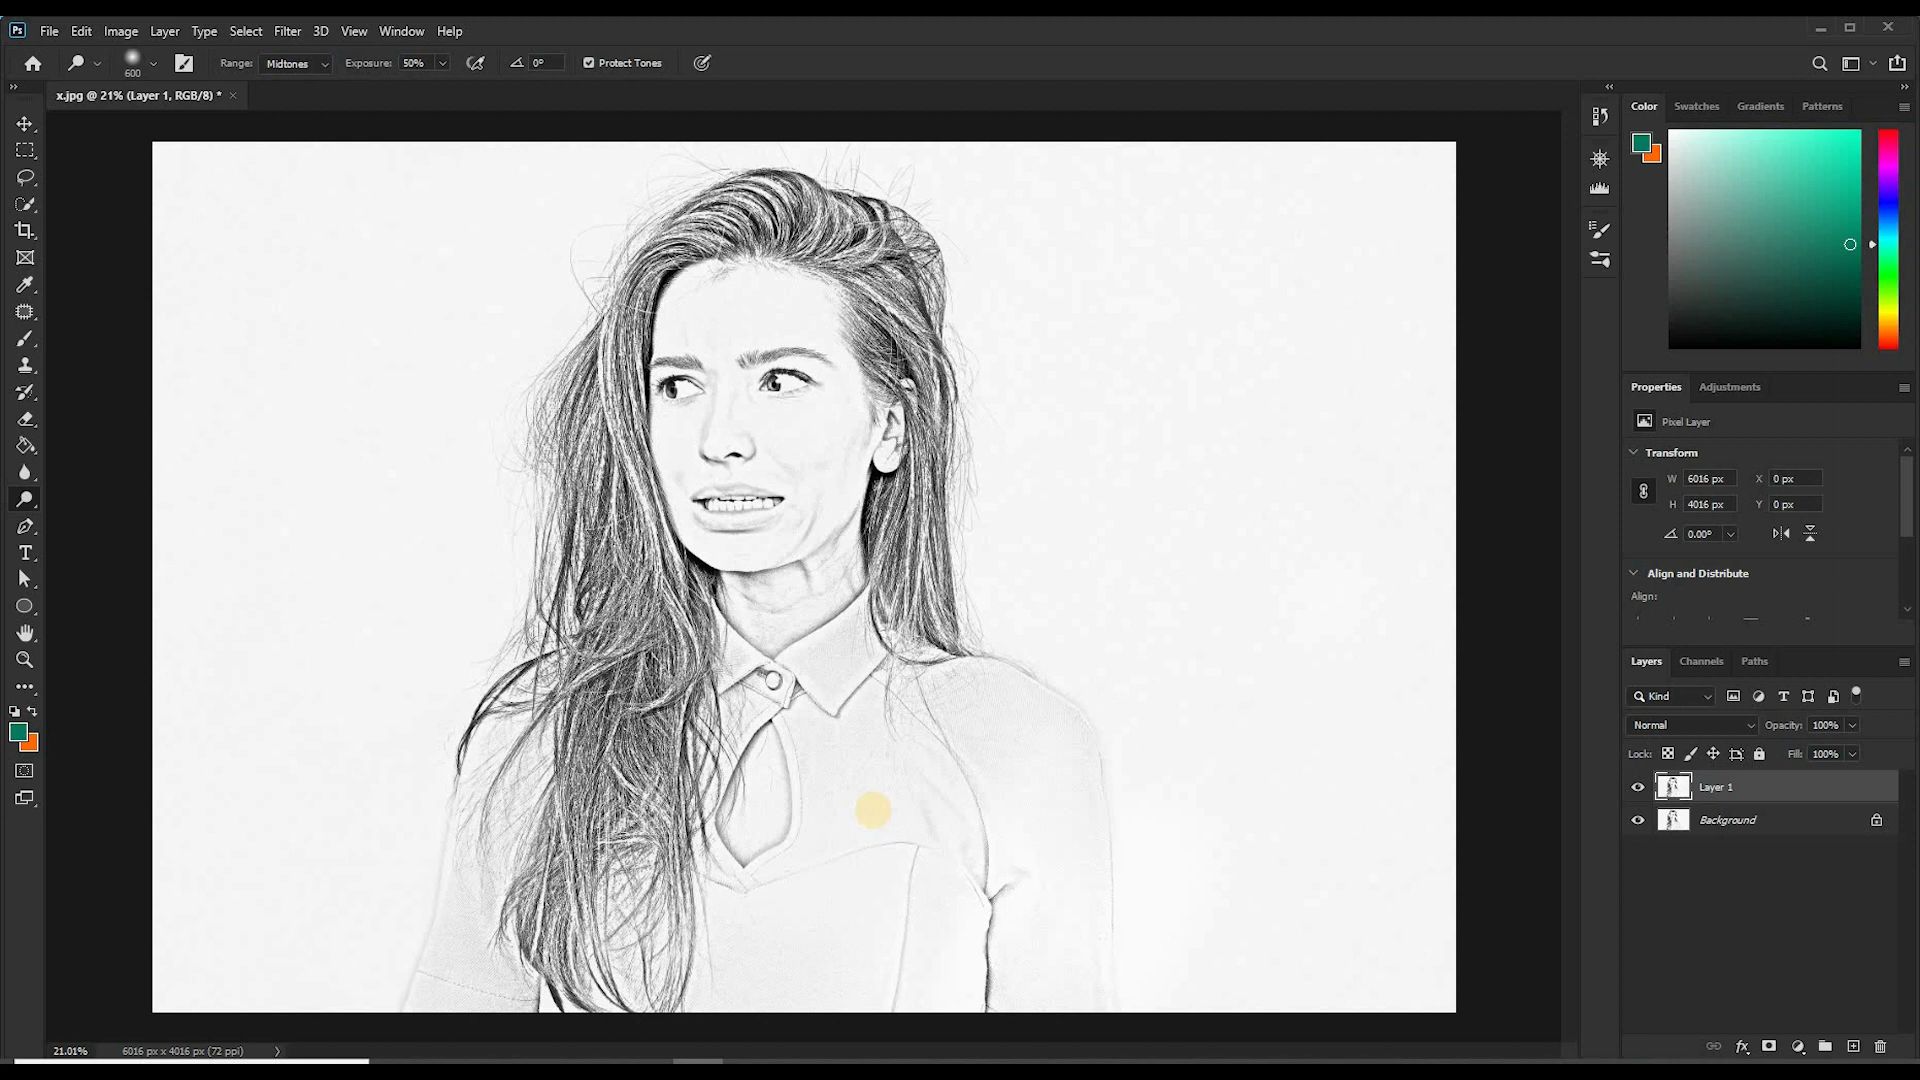 Ps File Edit Image Layer Type Select Filter 3D View Window Help
600 Range: Midtones Exposure: 50% 0° Protect Tones
x.jpg @ 21% (Layer 1, RGB/8) *
Color Swatches Gradients Patterns
Properties Adjustments
Pixel Layer
Transform
W 6016 px X 0 px
H 4016 px Y 0 px
0.00°
Align and Distribute
Align:
Layers Channels Paths
Kind
Normal Opacity: 100%
Lock: Fill: 100%
Layer 1
Background
21.01% 6016 px x 4016 px (72 ppi)